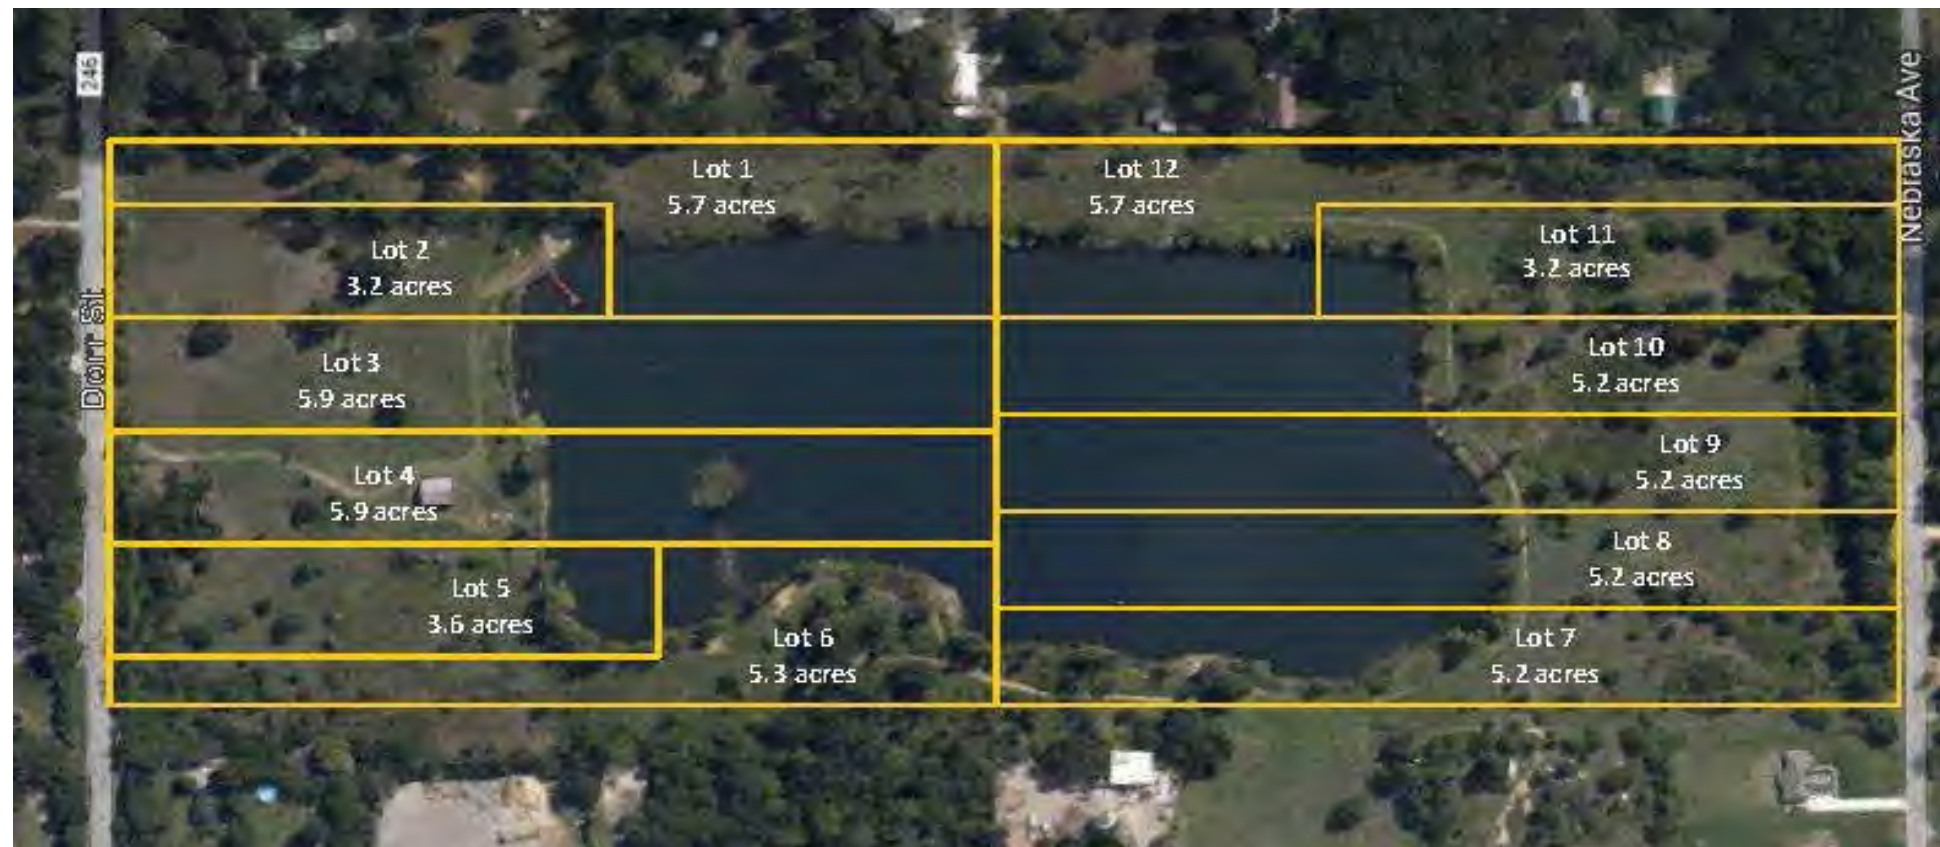 246
Nebraska Ave
Dorr St
Lot 1
5.7 acres
Lot 12
5.7 acres
Lot 2
3.2 acres
Lot 11
3.2 acres
Lot 3
5.9 acres
Lot 10
5.2 acres
Lot 4
5.9 acres
Lot 9
5.2 acres
Lot 5
3.6 acres
Lot 8
5.2 acres
Lot 6
5.3 acres
Lot 7
5.2 acres